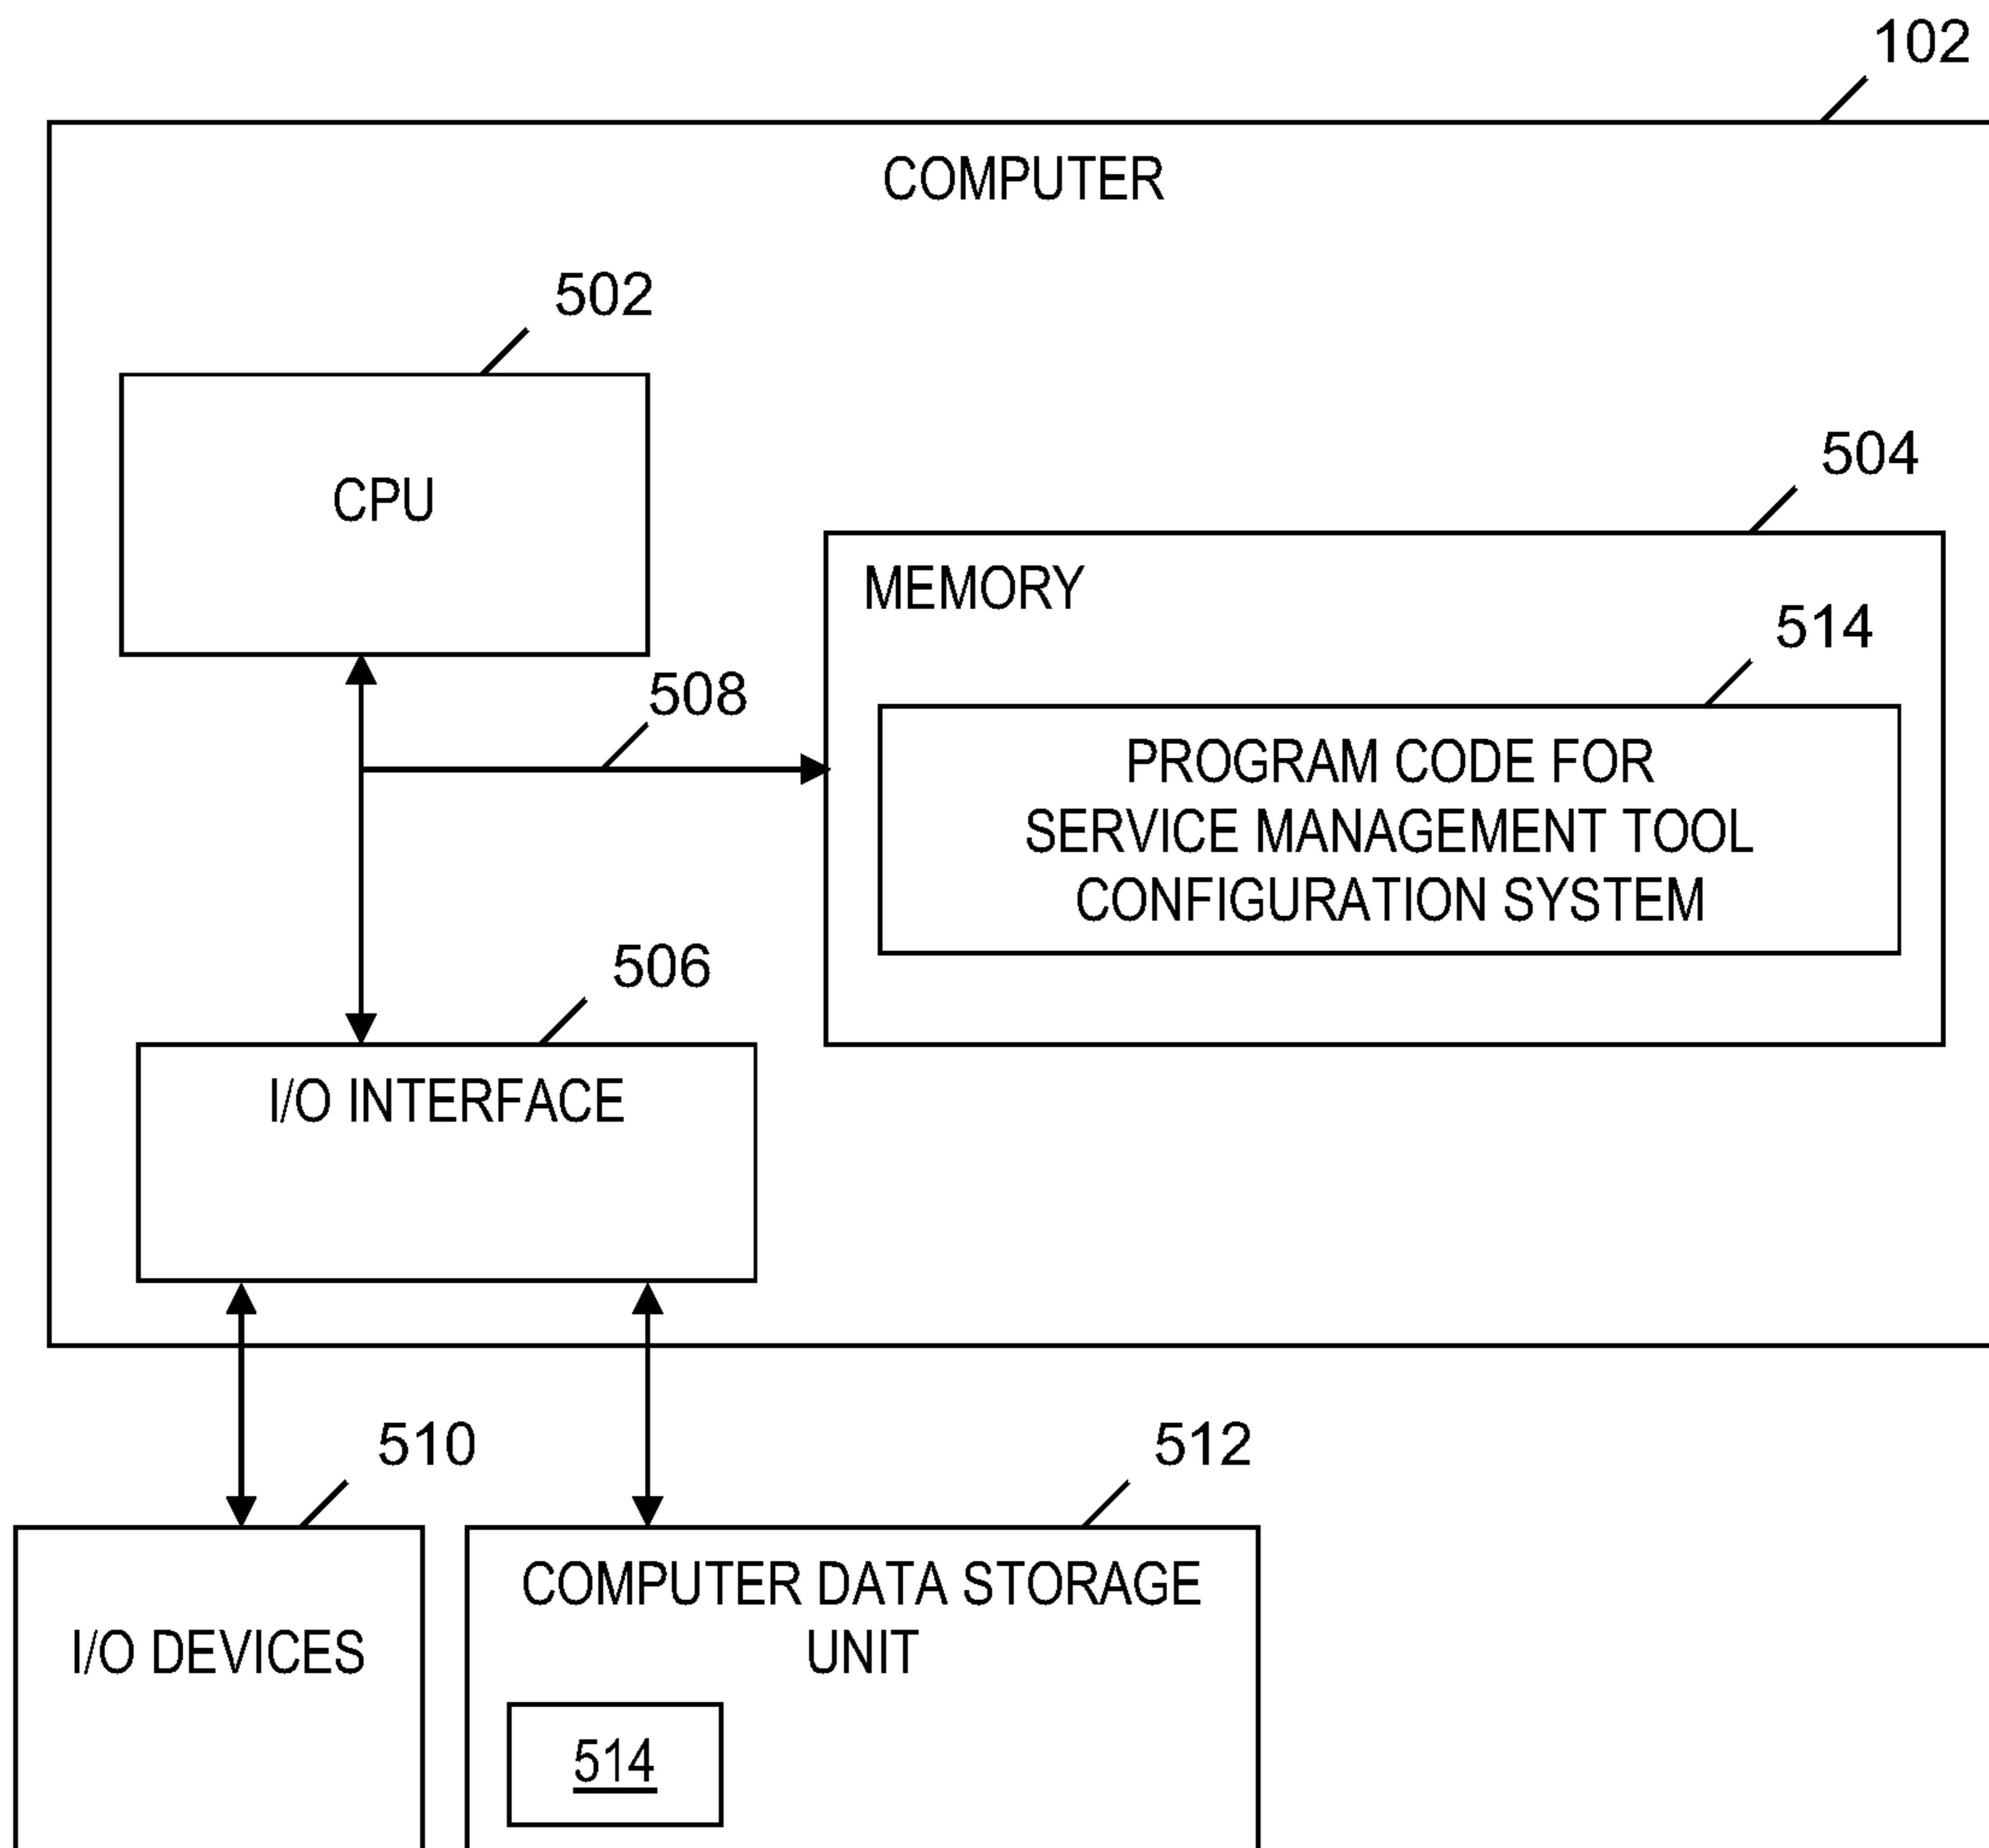 102
COMPUTER
502
CPU
504
MEMORY
514
508
PROGRAM CODE FOR
SERVICE MANAGEMENT TOOL
CONFIGURATION SYSTEM
506
I/O INTERFACE
510
512
I/O DEVICES
COMPUTER DATA STORAGE
UNIT
514